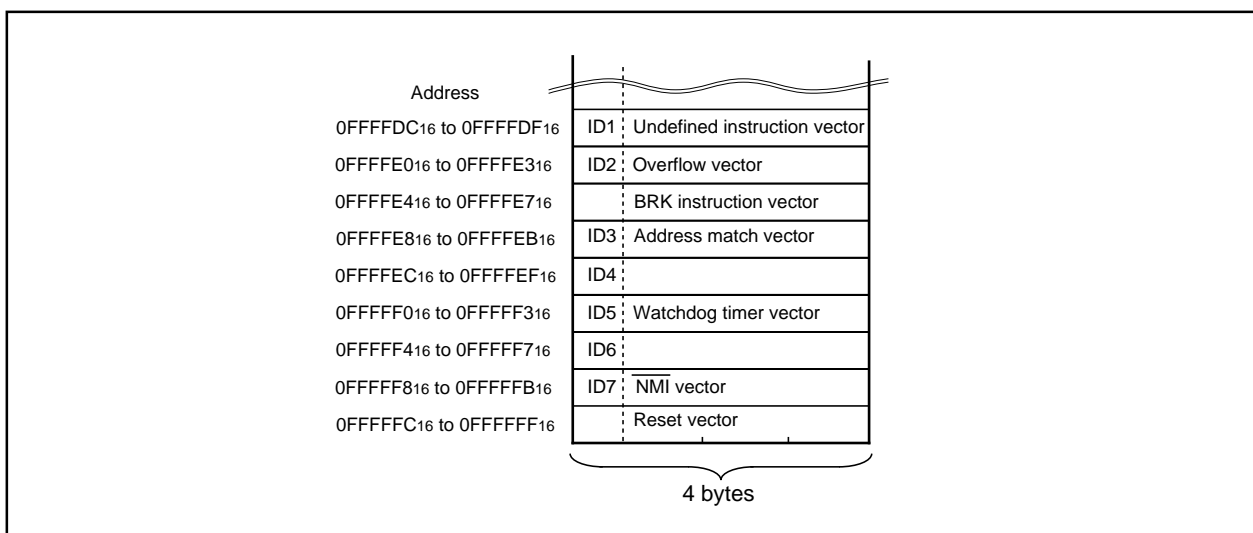 Address
0FFFFDC16 to 0FFFFDF16 ID1 Undefined instruction vector
0FFFFE016 to 0FFFFE316 ID2 Overflow vector
0FFFFE416 to 0FFFFE716 BRK instruction vector
0FFFFE816 to 0FFFFEB16 ID3 Address match vector
0FFFFEC16 to 0FFFFEF16 ID4
0FFFFF016 to 0FFFFF316 ID5 Watchdog timer vector
0FFFFF416 to 0FFFFF716 ID6
0FFFFF816 to 0FFFFFB16 ID7 NMI vector
0FFFFFC16 to 0FFFFFF16 Reset vector
4 bytes